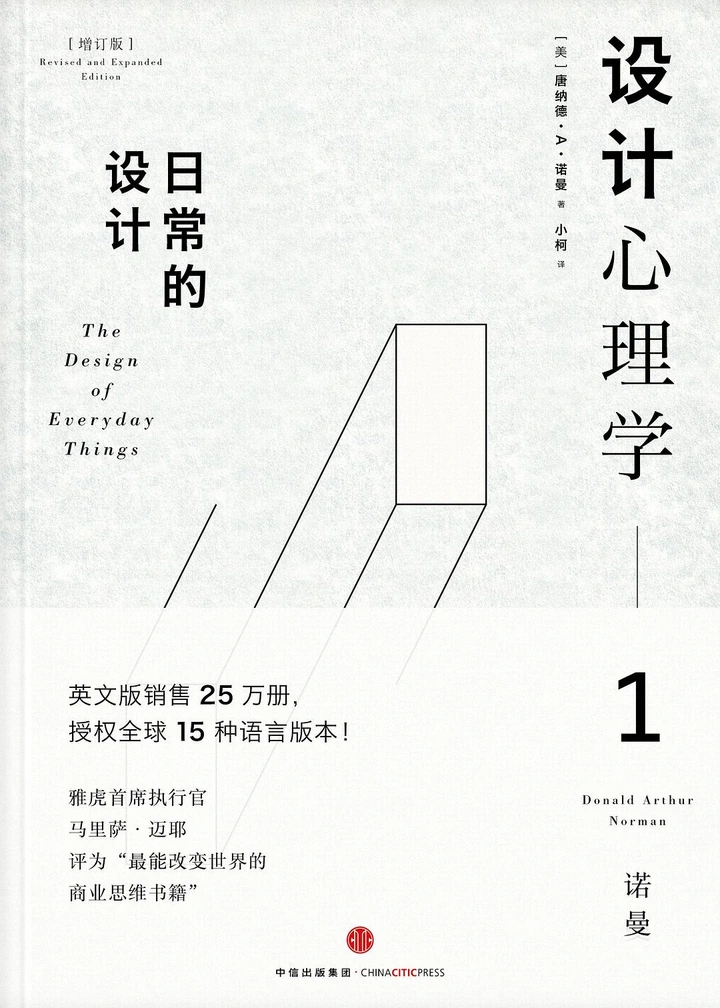 [增订版]
Revised and Expanded
Edition
设计心理学
[美]唐纳德·A·诺曼 著 小柯 译
日常的
设计
The
Design
of
Everyday
Things
1
Donald Arthur
Norman
诺曼
英文版销售 25 万册，
授权全球 15 种语言版本！
雅虎首席执行官
马里萨·迈耶
评为“最能改变世界的
商业思维书籍”
中信出版集团·CHINACITICPRESS